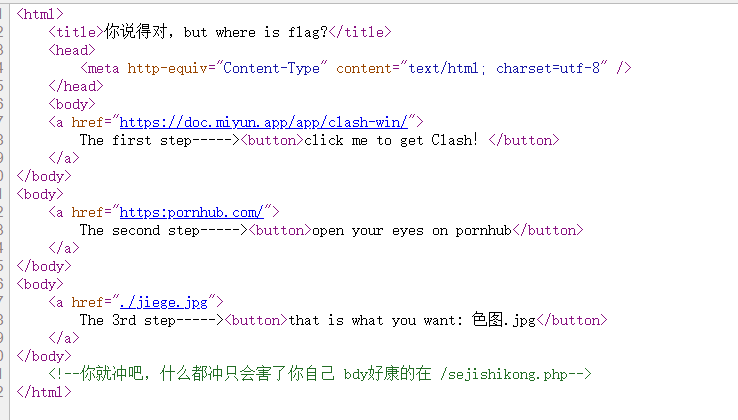 <html>
<title>你说得对，but where is flag?</title>
<head>
<meta http-equiv="Content-Type" content="text/html; charset=utf-8" />
</head>
<body>
<a href="https://doc.miyun.app/app/clash-win/">
The first step-----><button>click me to get Clash! </button>
</a>
</body>
<body>
<a href="https:pornhub.com/">
The second step-----><button>open your eyes on pornhub</button>
</a>
</body>
<body>
<a href="./jiege.jpg">
The 3rd step-----><button>that is what you want: 色图.jpg</button>
</a>
</body>
<!--你就冲吧，什么都冲只会害了你自己 bdy好康的在 /sejishikong.php-->
</html>